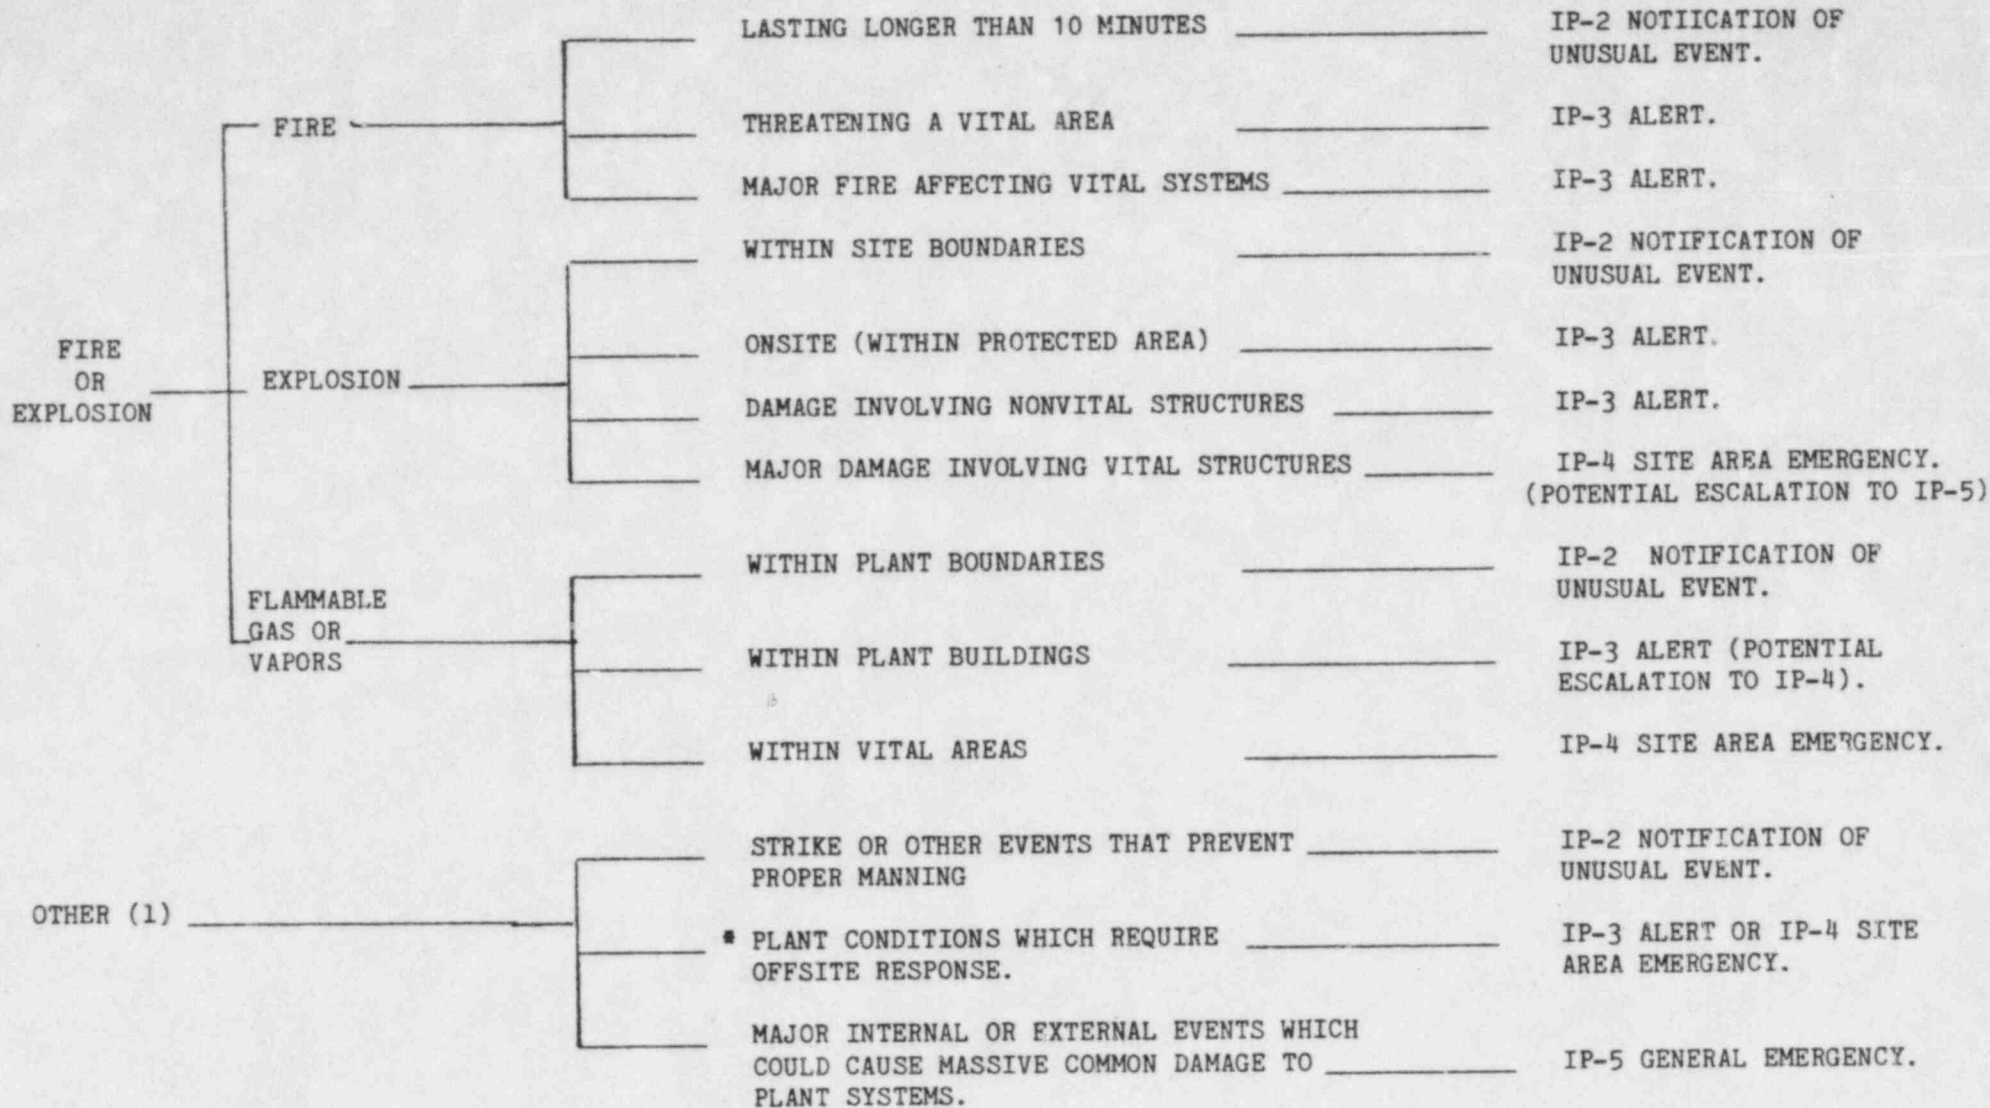 LASTING LONGER THAN 10 MINUTES
IP-2 NOTIICATION OF
UNUSUAL EVENT.
FIRE
THREATENING A VITAL AREA
IP-3 ALERT.
MAJOR FIRE AFFECTING VITAL SYSTEMS
IP-3 ALERT.
WITHIN SITE BOUNDARIES
IP-2 NOTIFICATION OF
UNUSUAL EVENT.
FIRE
OR
EXPLOSION
EXPLOSION
ONSITE (WITHIN PROTECTED AREA)
IP-3 ALERT.
DAMAGE INVOLVING NONVITAL STRUCTURES
IP-3 ALERT.
MAJOR DAMAGE INVOLVING VITAL STRUCTURES
IP-4 SITE AREA EMERGENCY.
(POTENTIAL ESCALATION TO IP-5)
FLAMMABLE
GAS OR
VAPORS
WITHIN PLANT BOUNDARIES
IP-2 NOTIFICATION OF
UNUSUAL EVENT.
WITHIN PLANT BUILDINGS
IP-3 ALERT (POTENTIAL
ESCALATION TO IP-4).
WITHIN VITAL AREAS
IP-4 SITE AREA EMERGENCY.
OTHER (1)
STRIKE OR OTHER EVENTS THAT PREVENT
PROPER MANNING
IP-2 NOTIFICATION OF
UNUSUAL EVENT.
* PLANT CONDITIONS WHICH REQUIRE
OFFSITE RESPONSE.
IP-3 ALERT OR IP-4 SITE
AREA EMERGENCY.
MAJOR INTERNAL OR EXTERNAL EVENTS WHICH
COULD CAUSE MASSIVE COMMON DAMAGE TO
PLANT SYSTEMS.
IP-5 GENERAL EMERGENCY.